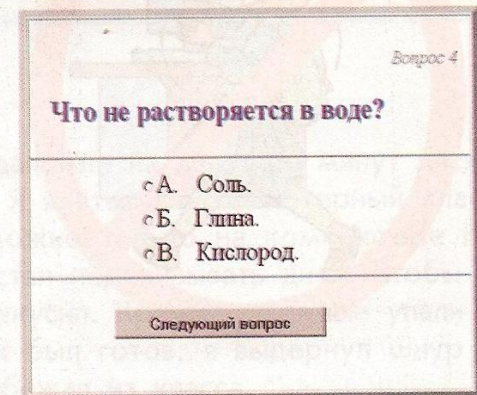 Вопрос 4
Что не растворяется в воде?
А. Соль.
Б. Глина.
В. Кислород.
Следующий вопрос